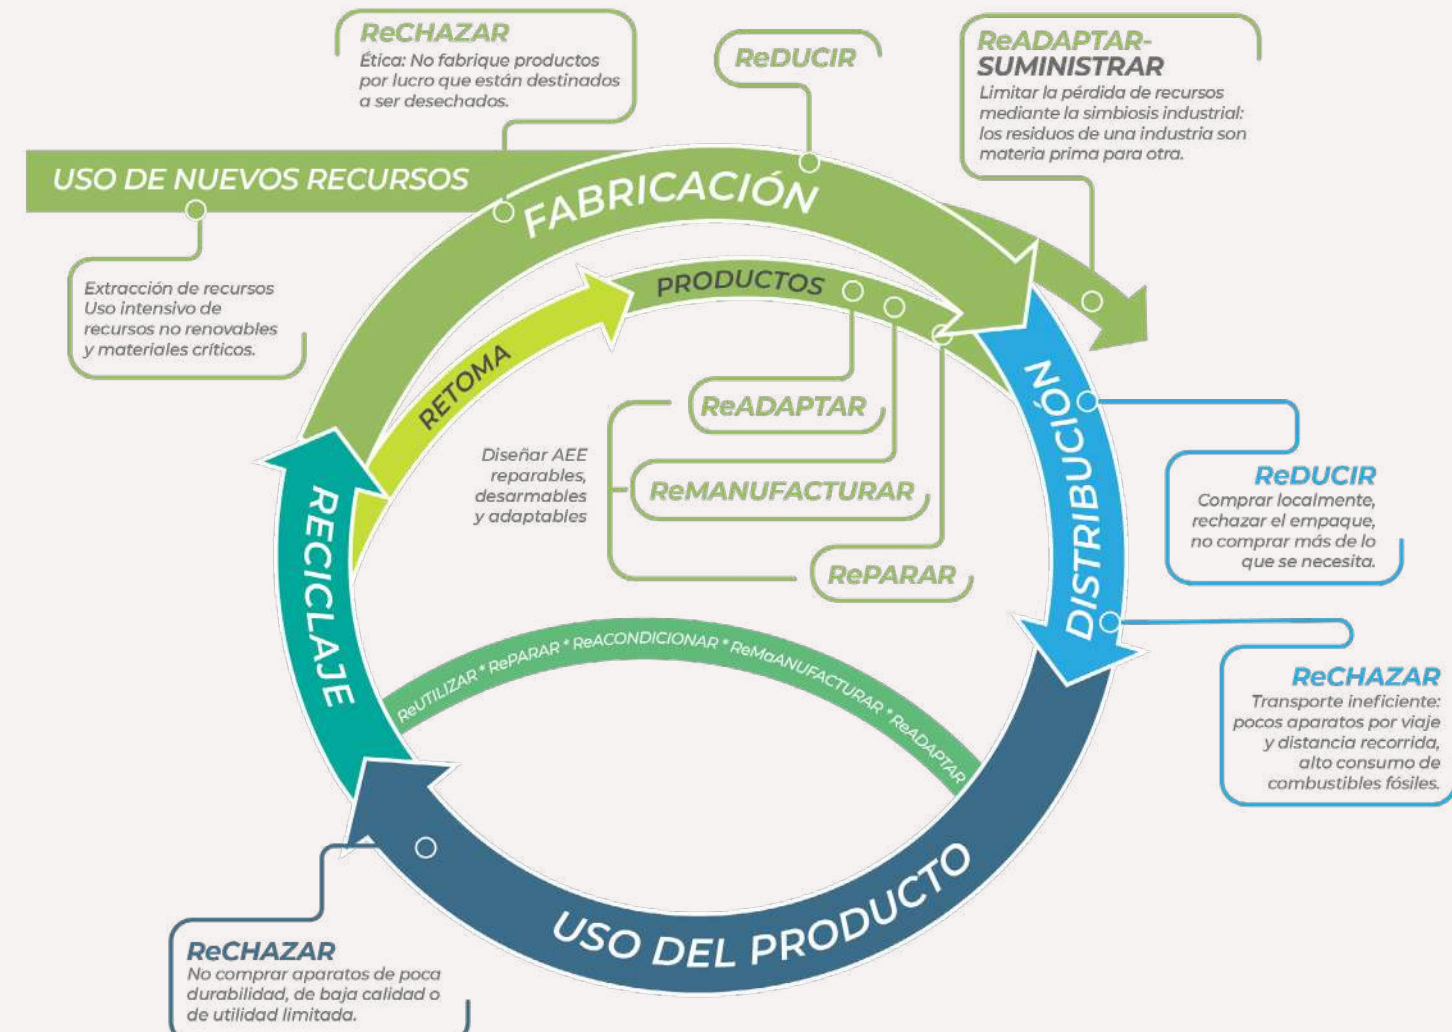 ReCHAZAR
Ética: No fabrique productos
por lucro que están destinados
a ser desechados.
ReDUCIR
ReADAPTAR-
SUMINISTRAR
Limitar la pérdida de recursos
mediante la simbiosis industrial:
los residuos de una industria son
materia prima para otra.
USO DE NUEVOS RECURSOS
FABRICACIÓN
Extracción de recursos
Uso intensivo de
recursos no renovables
y materiales críticos.
PRODUCTOS
RETOMA
ReADAPTAR
Diseñar AEE
reparables,
desarmables
y adaptables
ReMANUFACTURAR
RePARAR
DISTRIBUCIÓN
ReDUCIR
Comprar localmente,
rechazar el empaque,
no comprar más de lo
que se necesita.
RECICLAJE
ReUTILIZAR * RePARAR * ReACONDICIONAR * ReMaANUFACTURAR * ReADAPTAR
ReCHAZAR
Transporte ineficiente:
pocos aparatos por viaje
y distancia recorrida,
alto consumo de
combustibles fósiles.
USO DEL PRODUCTO
ReCHAZAR
No comprar aparatos de poca
durabilidad, de baja calidad o
de utilidad limitada.